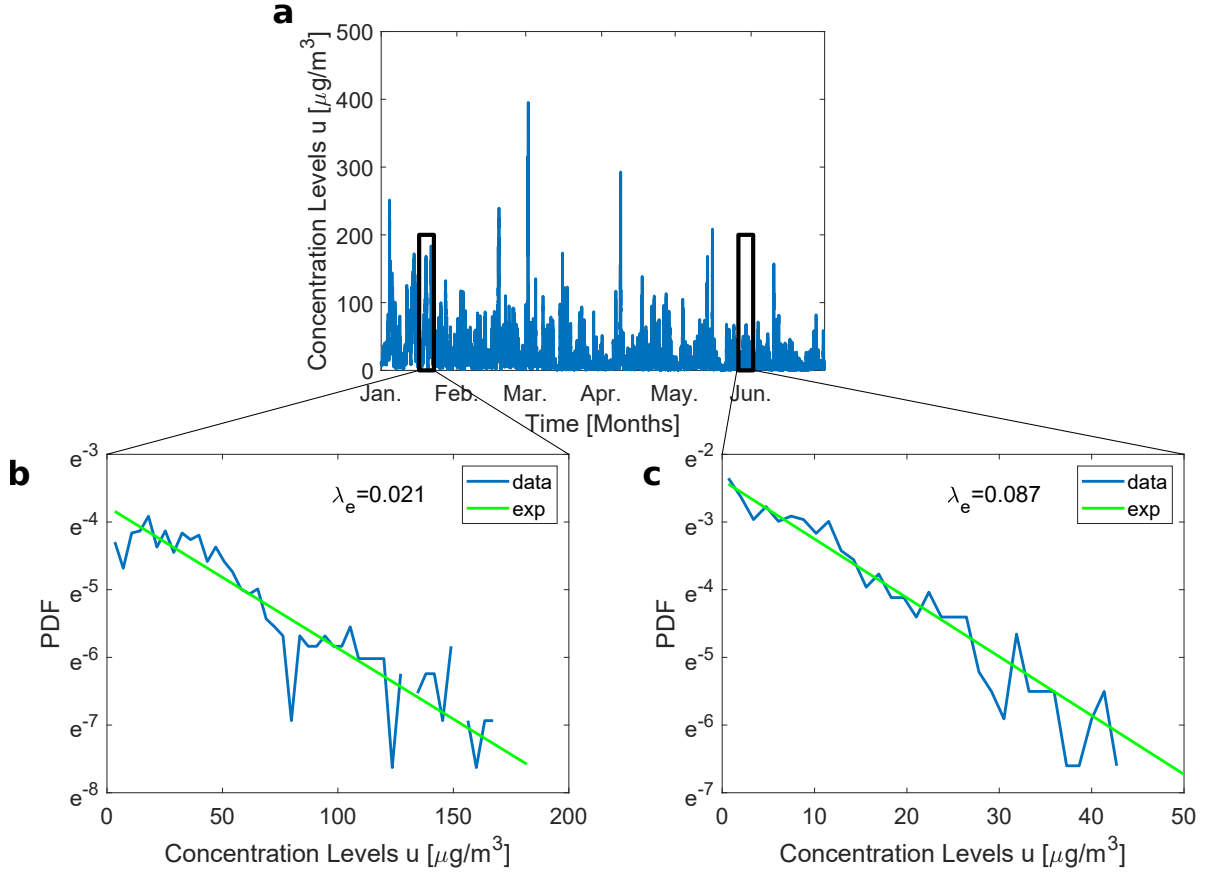 a
500
400
300
200
100
0
Concentration Levels u [μg/m³]
Jan. Feb. Mar. Apr. May. Jun.
Time [Months]
b
e⁻³
e⁻⁴
e⁻⁵
e⁻⁶
e⁻⁷
e⁻⁸
PDF
λₑ=0.021
data
exp
0 50 100 150 200
Concentration Levels u [μg/m³]
c
e⁻²
e⁻³
e⁻⁴
e⁻⁵
e⁻⁶
e⁻⁷
PDF
λₑ=0.087
data
exp
0 10 20 30 40 50
Concentration Levels u [μg/m³]